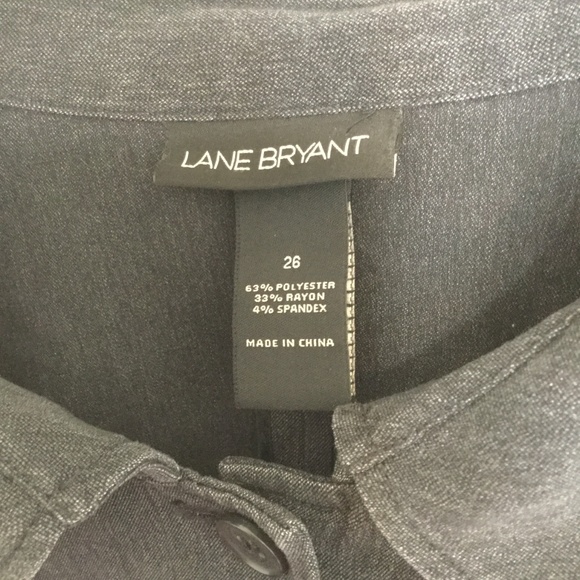 LANE BRYANT
26
63% POLYESTER
33% RAYON
4% SPANDEX
MADE IN CHINA